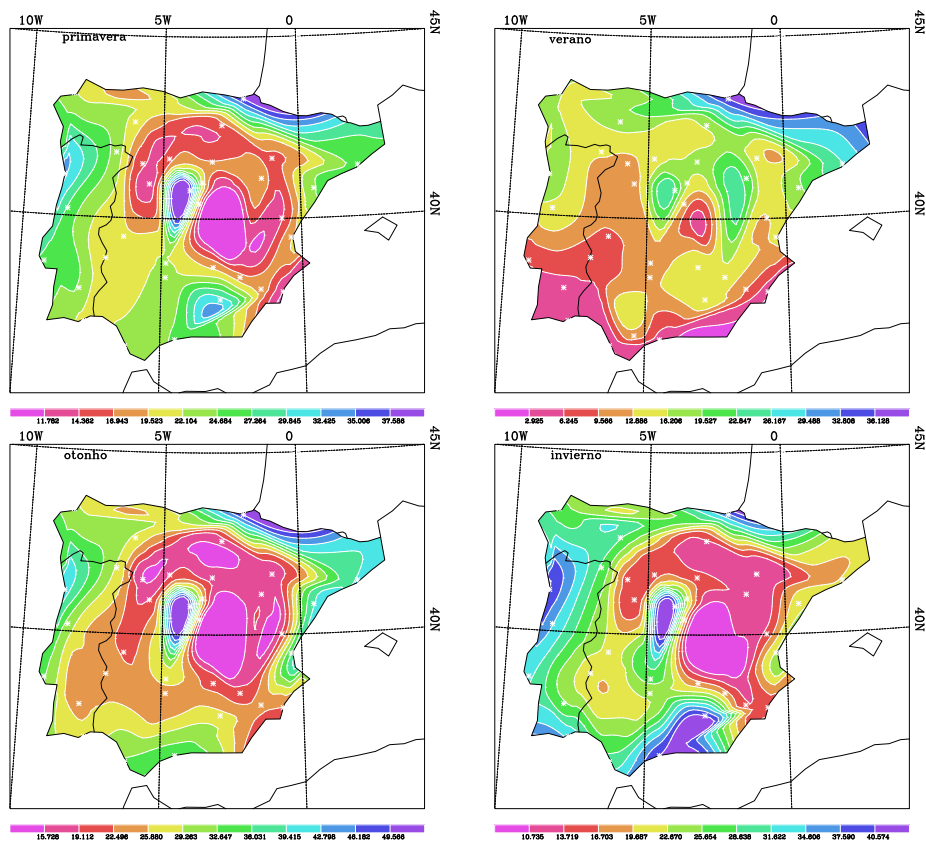 10W 5W 0 45N
primavera
40N
11.762 14.362 16.943 19.523 22.104 24.684 27.264 29.845 32.425 35.006 37.586
10W 5W 0 45N
verano
40N
2.925 6.245 9.566 12.886 16.206 19.527 22.847 26.167 29.488 32.808 36.128
10W 5W 0 45N
otonho
40N
15.728 19.112 22.496 25.880 29.263 32.647 36.031 39.415 42.798 46.182 49.566
10W 5W 0 45N
invierno
40N
10.735 13.719 16.703 19.687 22.670 25.654 28.638 31.622 34.606 37.590 40.574